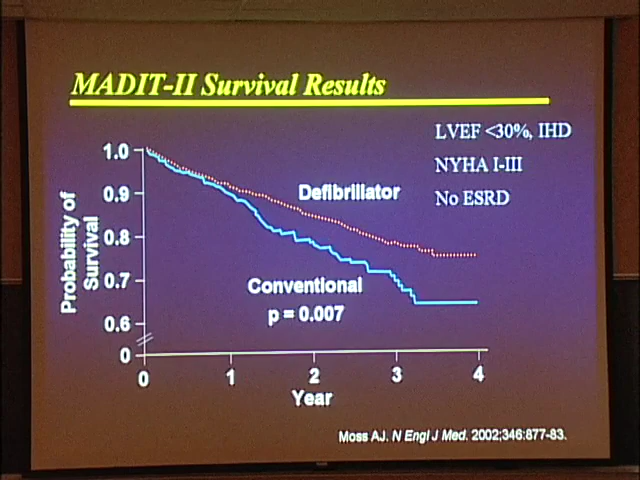 MADIT-II Survival Results
LVEF <30%, IHD
NYHA I-III
No ESRD
Probability of
Survival
1.0
0.9
0.8
0.7
0.6
0
Defibrillator
Conventional
p = 0.007
0 1 2 3 4
Year
Moss AJ. N Engl J Med. 2002;346:877-83.